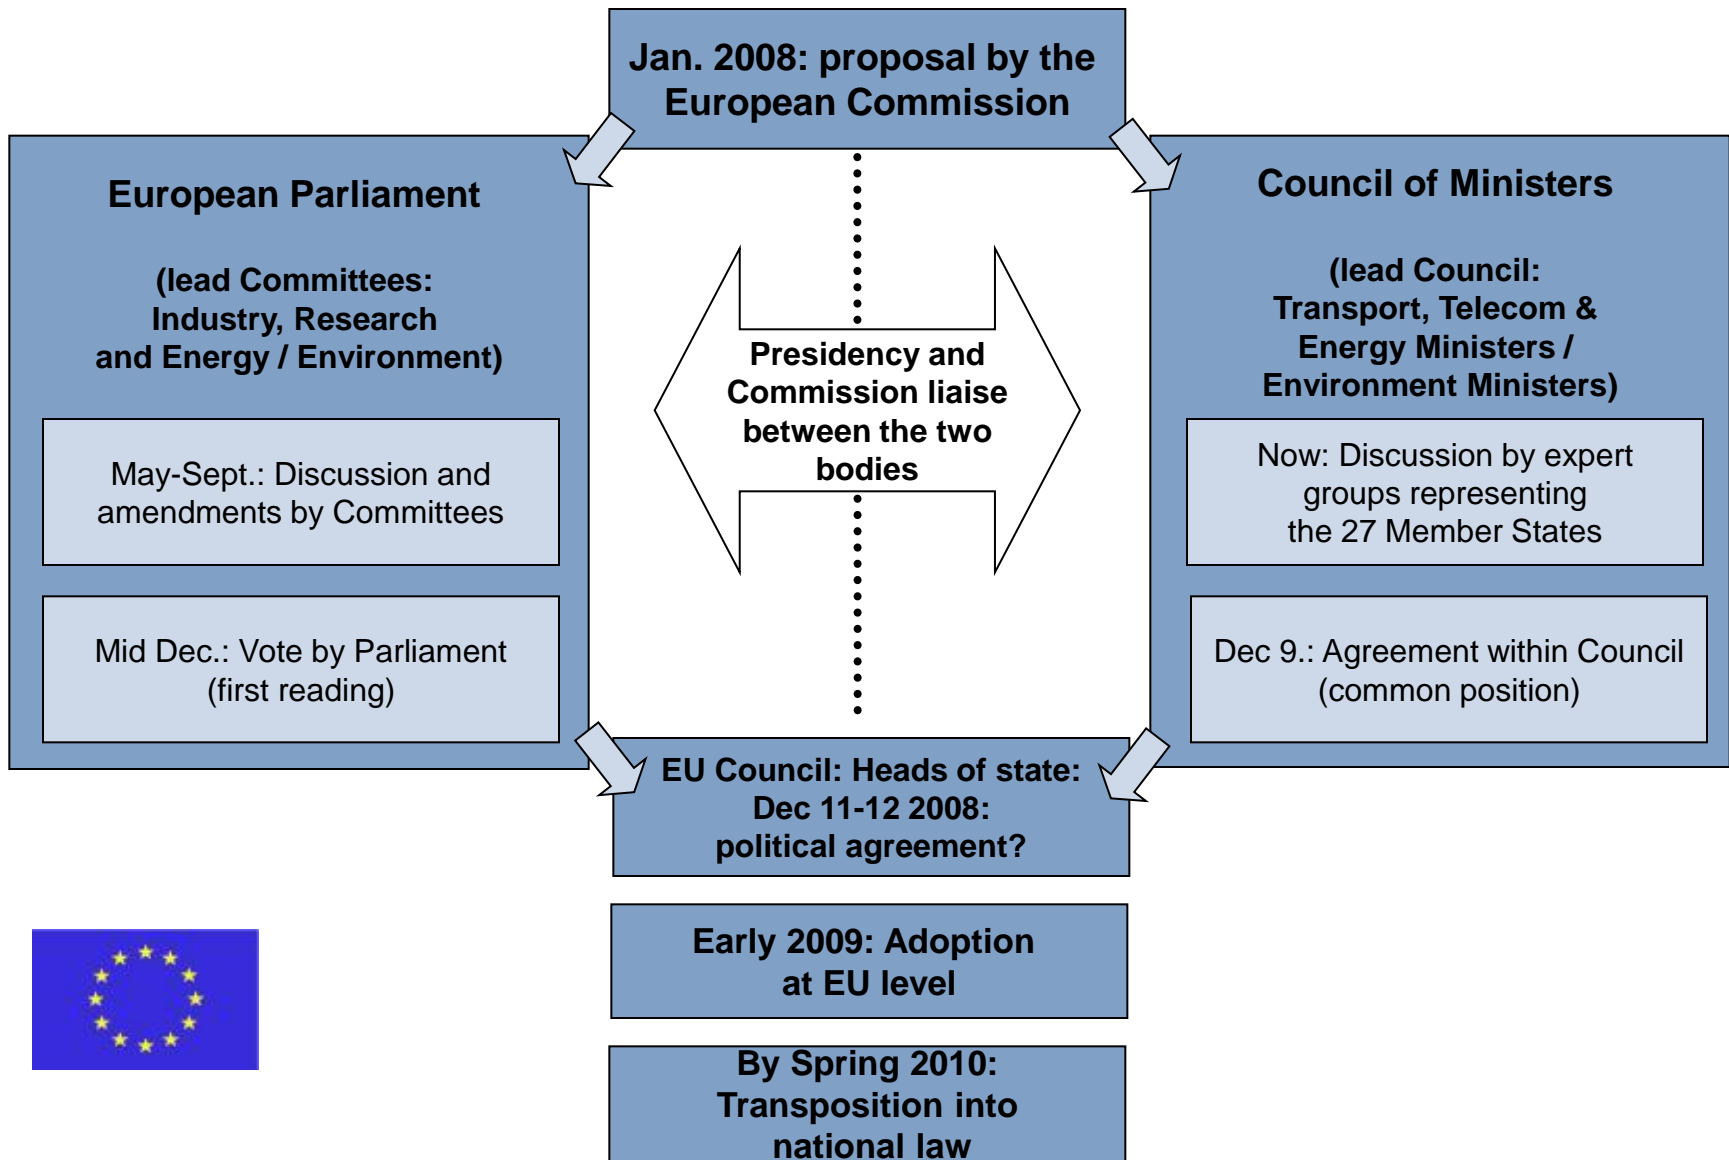 Jan. 2008: proposal by the
European Commission
European Parliament
(lead Committees:
Industry, Research
and Energy / Environment)
May-Sept.: Discussion and
amendments by Committees
Mid Dec.: Vote by Parliament
(first reading)
Presidency and
Commission liaise
between the two
bodies
Council of Ministers
(lead Council:
Transport, Telecom &
Energy Ministers /
Environment Ministers)
Now: Discussion by expert
groups representing
the 27 Member States
Dec 9.: Agreement within Council
(common position)
EU Council: Heads of state:
Dec 11-12 2008:
political agreement?
Early 2009: Adoption
at EU level
By Spring 2010:
Transposition into
national law